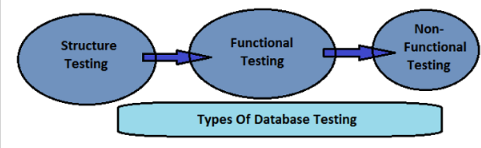 Structure
Testing
Functional
Testing
Non-
Functional
Testing
Types Of Database Testing